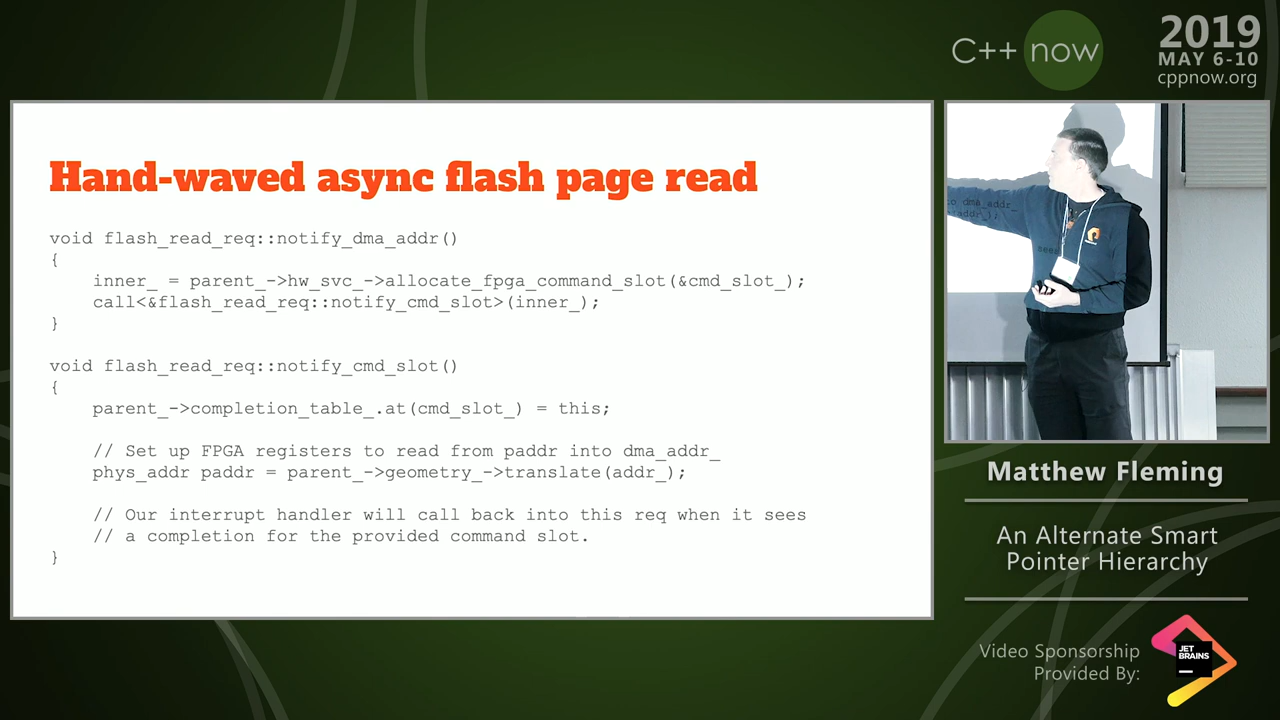 C++ now
2019
MAY 6-10
cppnow.org
Hand-waved async flash page read
void flash_read_req::notify_dma_addr()
{
inner_ = parent_->hw_svc_->allocate_fpga_command_slot(&cmd_slot_);
call<&flash_read_req::notify_cmd_slot>(inner_);
}
void flash_read_req::notify_cmd_slot()
{
parent_->completion_table_.at(cmd_slot_) = this;
// Set up FPGA registers to read from paddr into dma_addr_
phys_addr paddr = parent_->geometry_->translate(addr_);
// Our interrupt handler will call back into this req when it sees
// a completion for the provided command slot.
}
Matthew Fleming
An Alternate Smart
Pointer Hierarchy
Video Sponsorship
Provided By:
JET
BRAINS